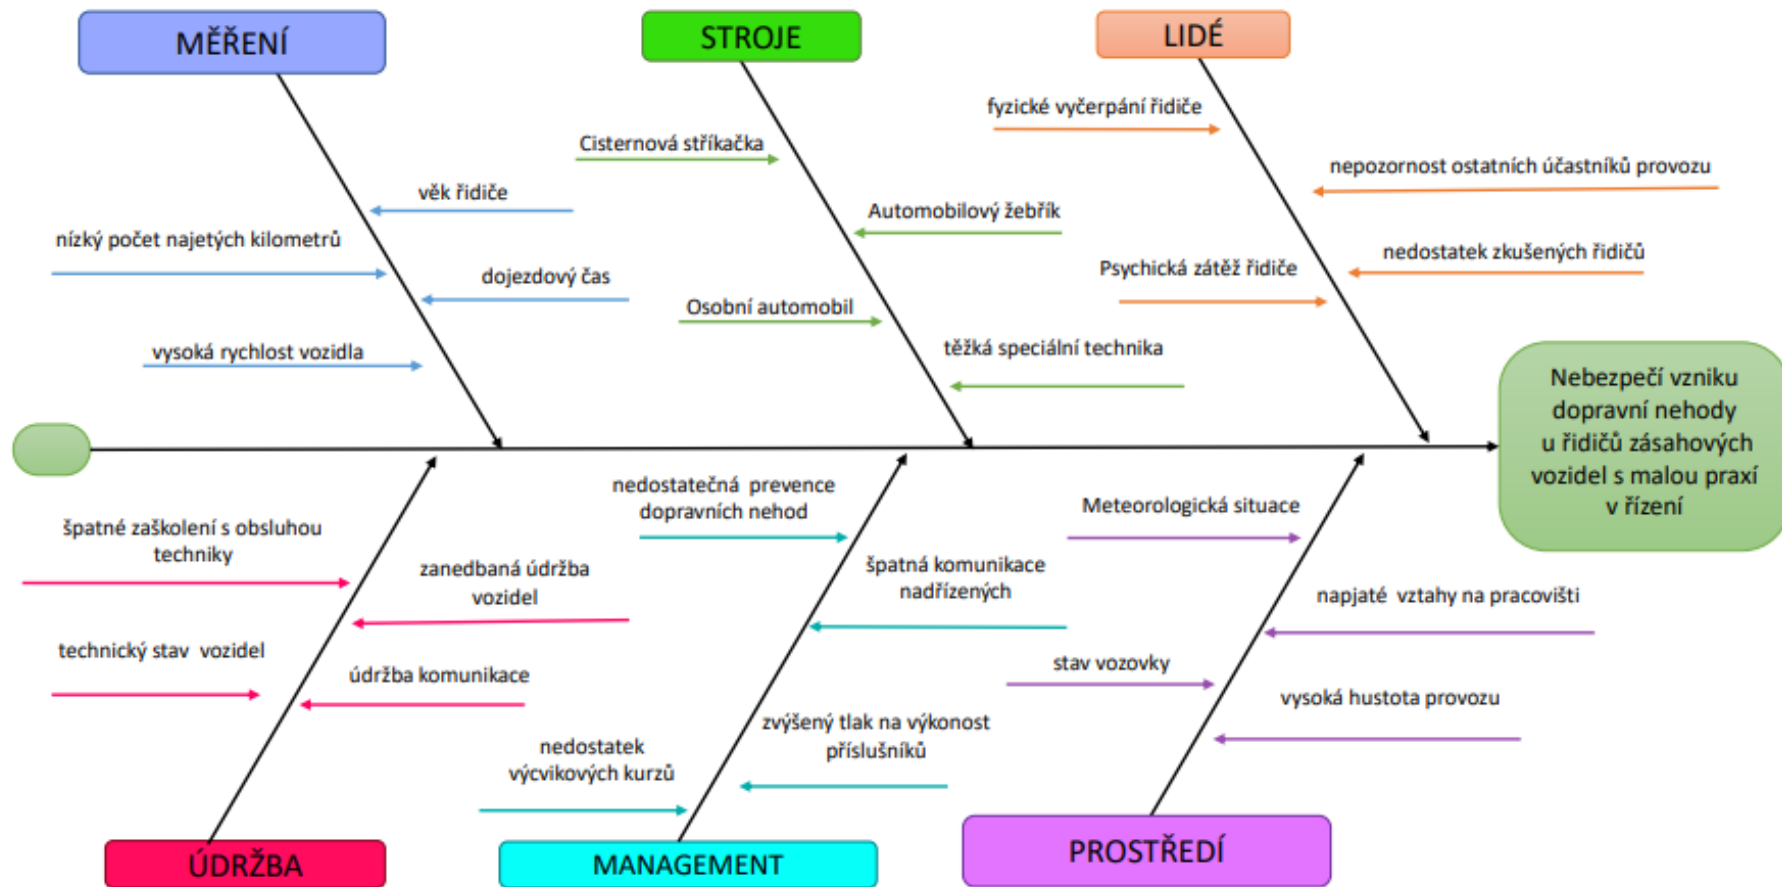 MĚŘENÍ
STROJE
LIDÉ
fyzické vyčerpání řidiče
Cisternová stříkačka
nepozornost ostatních účastníků provozu
věk řidiče
Automobilový žebřík
nízký počet najetých kilometrů
nedostatek zkušených řidičů
dojezdový čas
Psychická zátěž řidiče
Osobní automobil
vysoká rychlost vozidla
těžká speciální technika
Nebezpečí vzniku
dopravní nehody
u řidičů zásahových
vozidel s malou praxí
v řízení
nedostatečná prevence
dopravních nehod
Meteorologická situace
špatné zaškolení s obsluhou
techniky
zanedbaná údržba
vozidel
špatná komunikace
nadřízených
napjaté vztahy na pracovišti
technický stav vozidel
údržba komunikace
stav vozovky
vysoká hustota provozu
nedostatek
výcvikových kurzů
zvýšený tlak na výkonost
příslušníků
ÚDRŽBA
MANAGEMENT
PROSTŘEDÍ